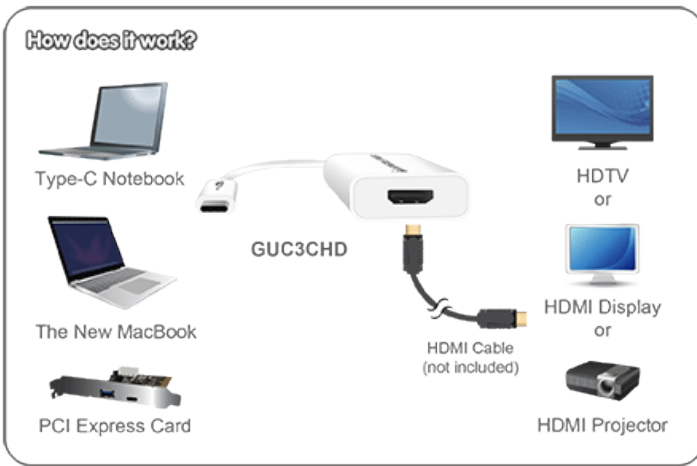 How does it work?
Type-C Notebook
The New MacBook
PCI Express Card
GUC3CHD
HDMI Cable
(not included)
HDTV
or
HDMI Display
or
HDMI Projector